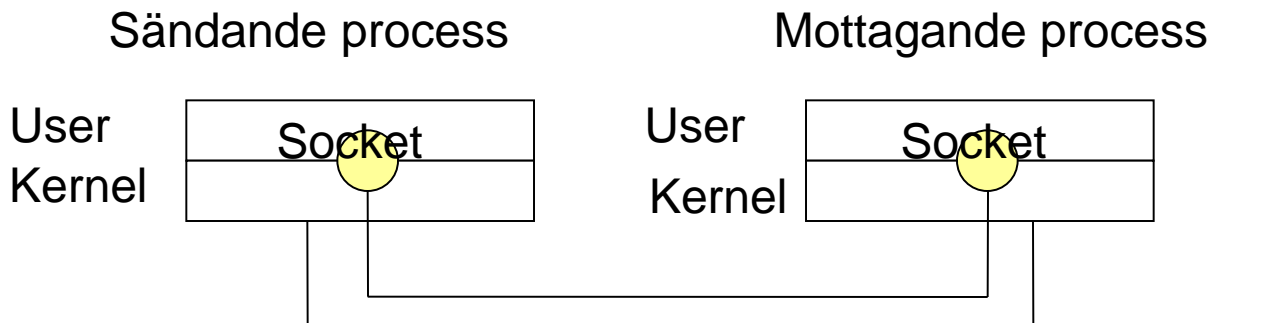 Sändande process
Mottagande process
User
Socket
Kernel
User
Socket
Kernel